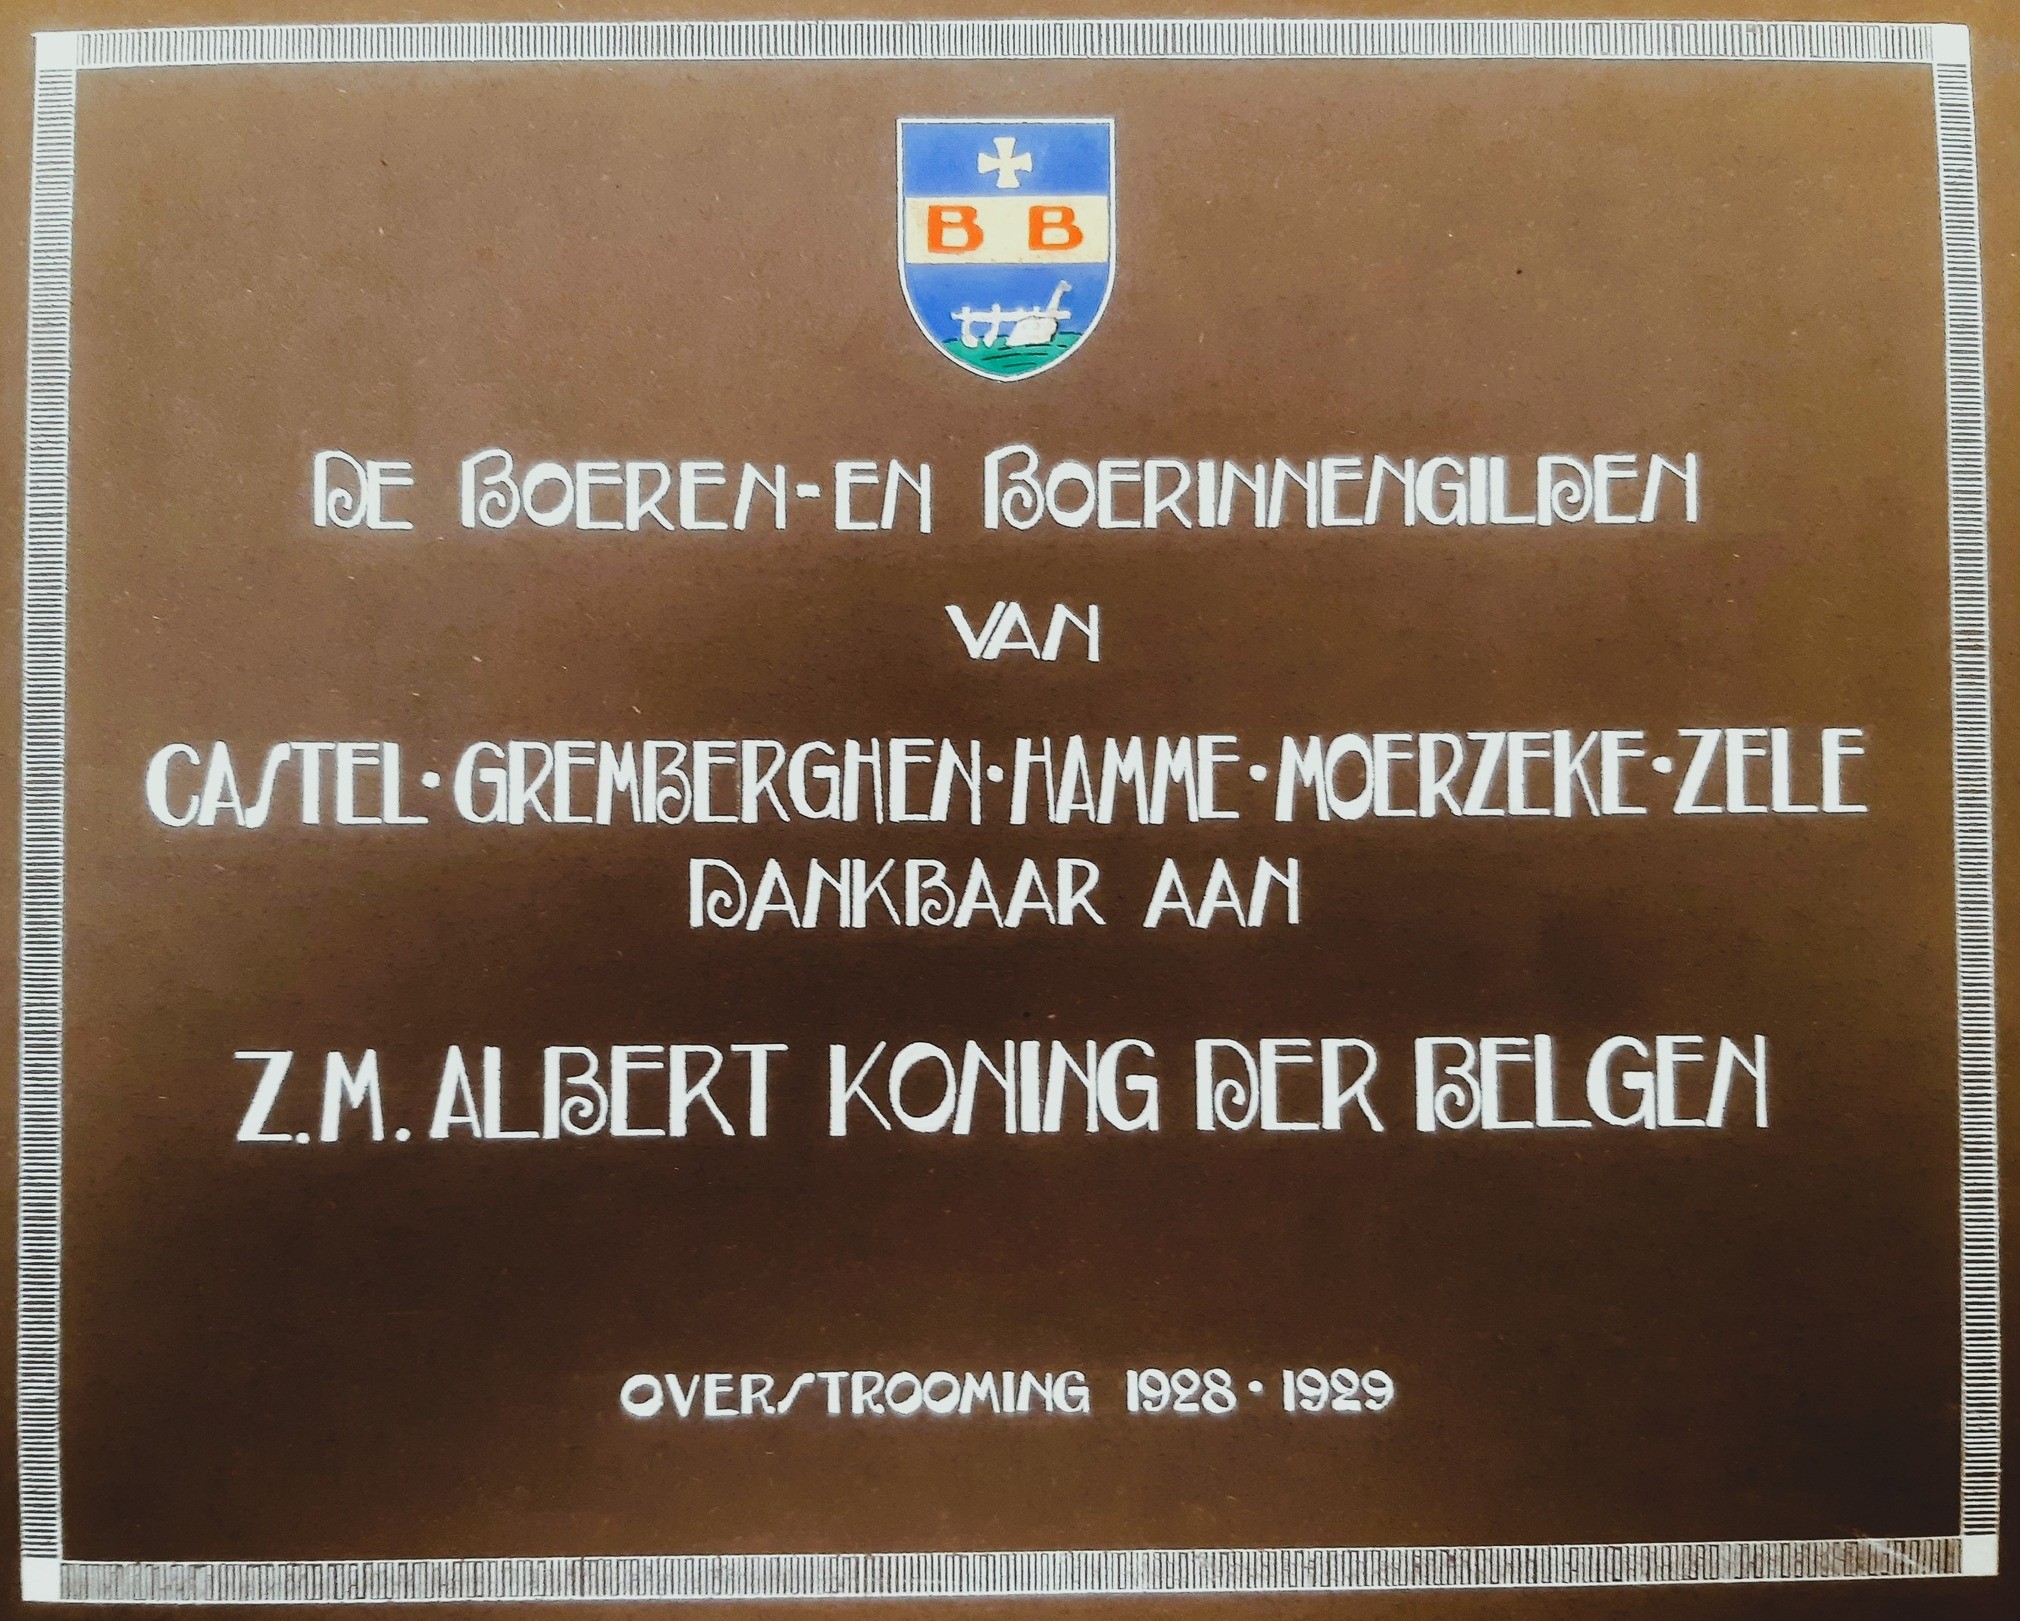 B B
DE BOEREN-EN BOERINNENGILDEN
VAN
CASTEL·GREMBERGHEN·HAMME·MOERZEKE·ZELE
DANKBAAR AAN
Z.M. ALBERT KONING DER BELGEN
OVERSTROOMING 1928·1929